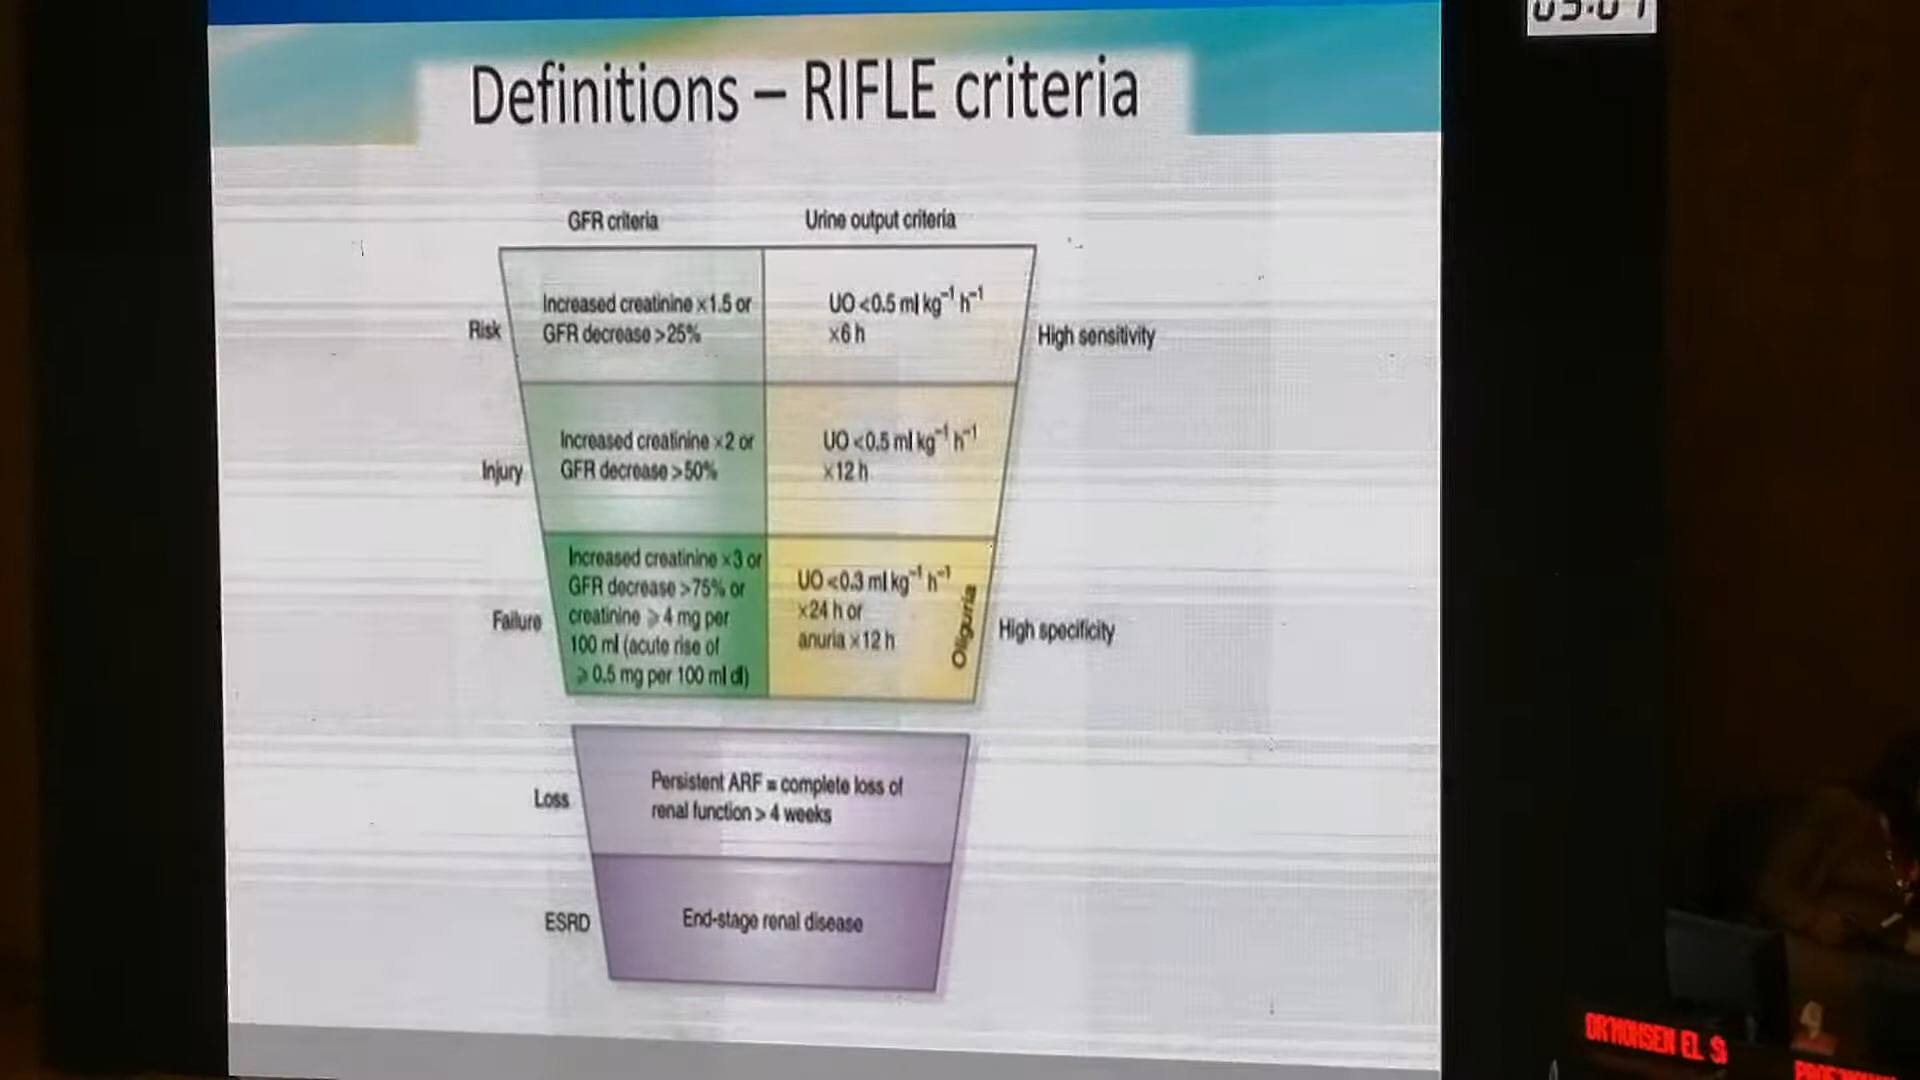 Definitions – RIFLE criteria
GFR criteria
Urine output criteria
Risk
Increased creatinine ×1.5 or
GFR decrease >25%
UO <0.5 ml kg⁻¹ h⁻¹
×6 h
High sensitivity
Injury
Increased creatinine ×2 or
GFR decrease >50%
UO <0.5 ml kg⁻¹ h⁻¹
×12 h
Failure
Increased creatinine ×3 or
GFR decrease >75% or
creatinine ⩾4 mg per
100 ml (acute rise of
⩾0.5 mg per 100 ml dl)
UO <0.3 ml kg⁻¹ h⁻¹
×24 h or
anuria ×12 h
Oliguria
High specificity
Loss
Persistent ARF = complete loss of
renal function > 4 weeks
ESRD
End-stage renal disease
DR MOHSEN EL